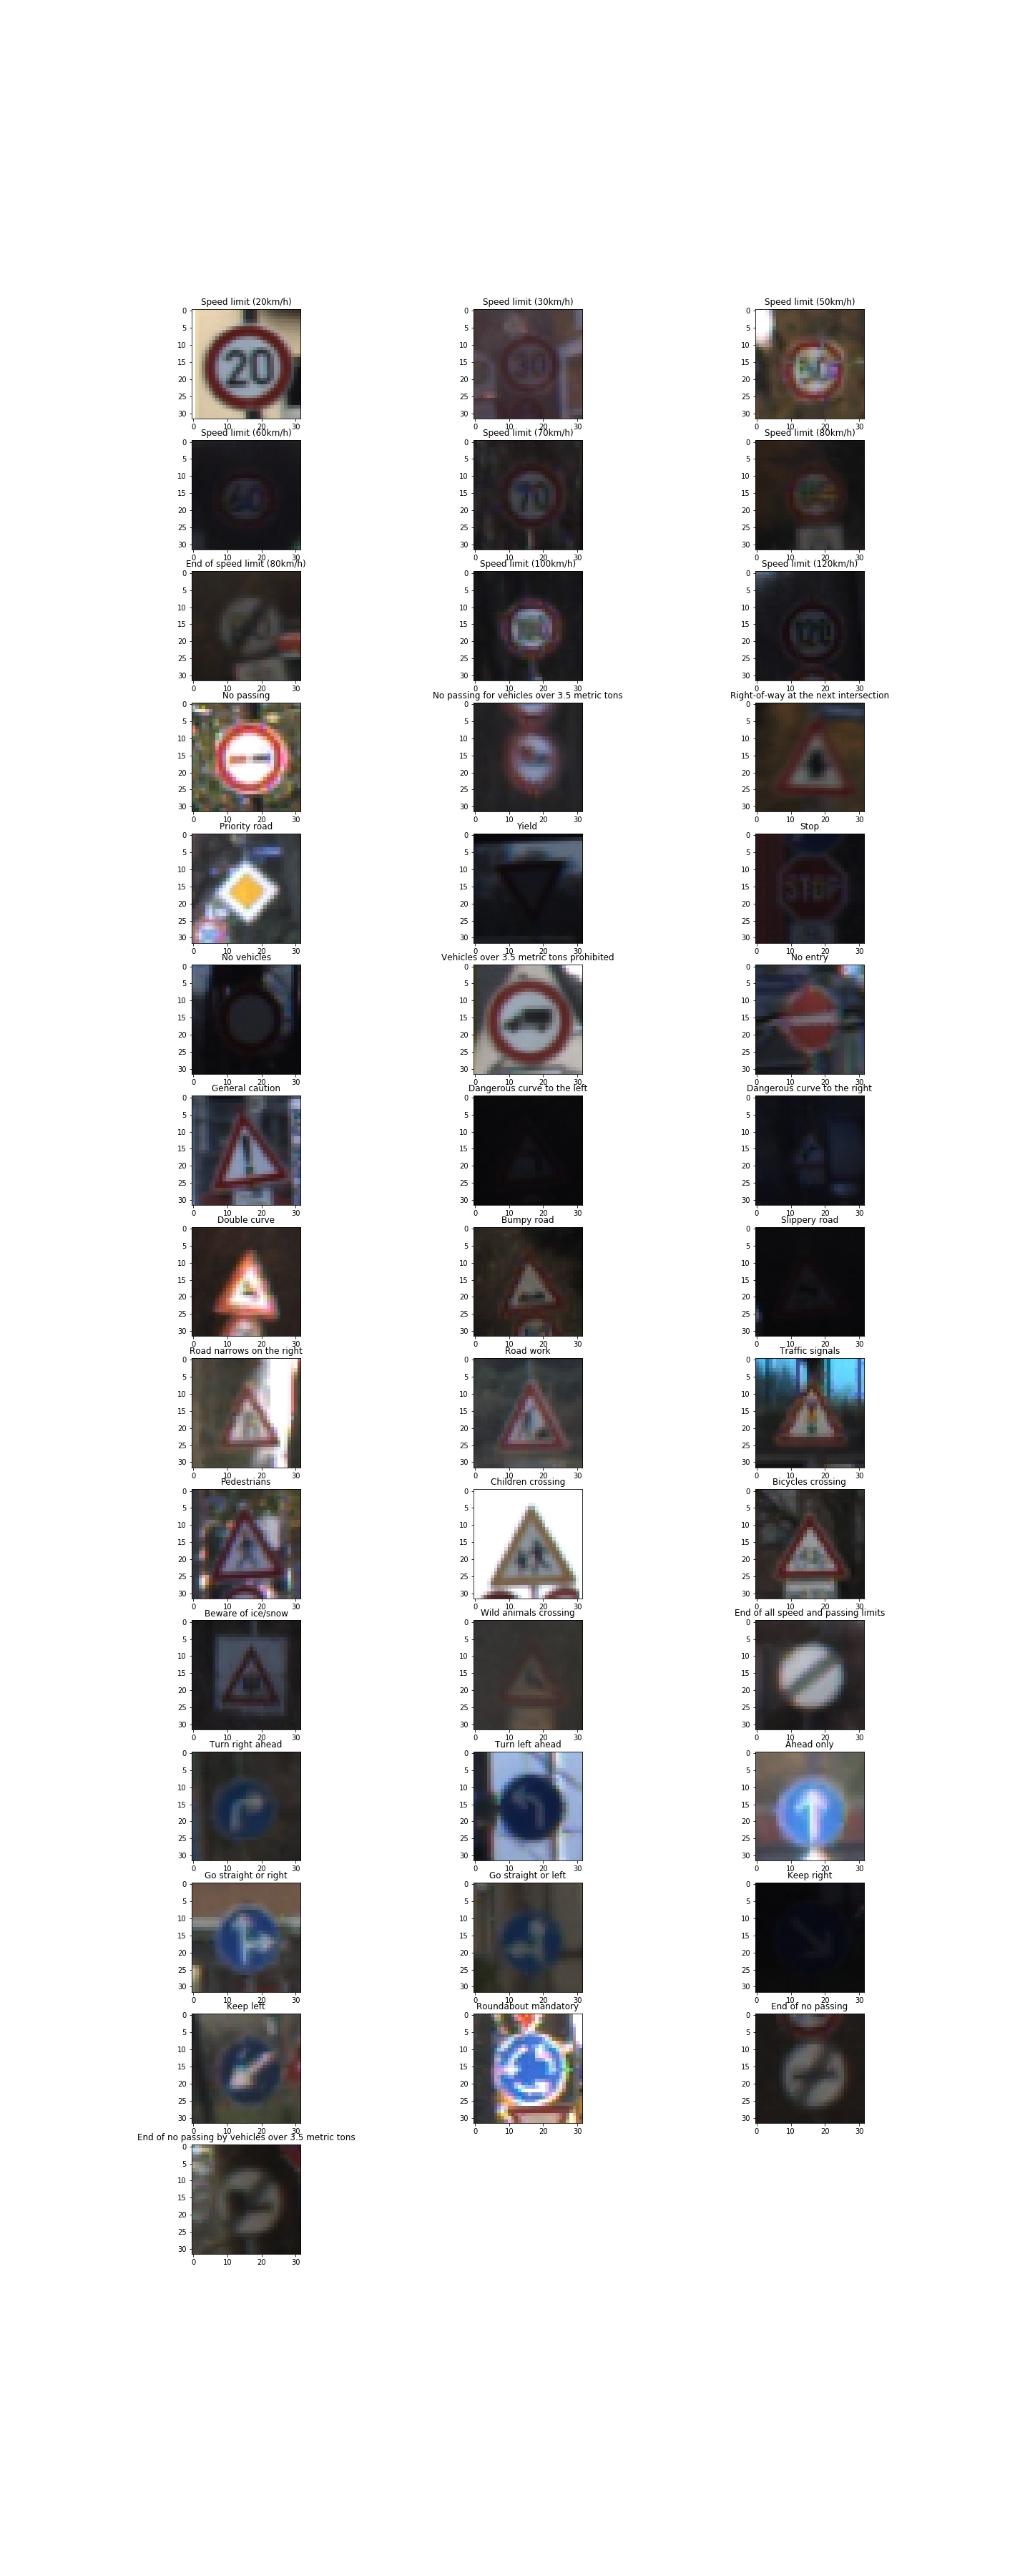 Speed limit (20km/h) Speed limit (30km/h) Speed limit (50km/h)
0 0 0
5 5 5
10 10 10
15 20 15 30 15
20 20 20
25 25 25
30 30 30
0 10 20 30 0 10 20 30 0 10 20 30
Speed limit (60km/h) Speed limit (70km/h) Speed limit (80km/h)
0 0 0
5 5 5
10 10 10
15 15 70 15
20 20 20
25 25 25
30 30 30
0 10 20 30 0 10 20 30 0 10 20 30
End of speed limit (80km/h) Speed limit (100km/h) Speed limit (120km/h)
0 0 0
5 5 5
10 10 10
15 15 15
20 20 20
25 25 25
30 30 30
0 10 20 30 0 10 20 30 0 10 20 30
No passing No passing for vehicles over 3.5 metric tons Right-of-way at the next intersection
0 0 0
5 5 5
10 10 10
15 15 15
20 20 20
25 25 25
30 30 30
0 10 20 30 0 10 20 30 0 10 20 30
Priority road Yield Stop
0 0 0
5 5 5
10 10 10
15 15 15 STOP
20 20 20
25 25 25
30 30 30
0 10 20 30 0 10 20 30 0 10 20 30
No vehicles Vehicles over 3.5 metric tons prohibited No entry
0 0 0
5 5 5
10 10 10
15 15 15
20 20 20
25 25 25
30 30 30
0 10 20 30 0 10 20 30 0 10 20 30
General caution Dangerous curve to the left Dangerous curve to the right
0 0 0
5 5 5
10 10 10
15 15 15
20 20 20
25 25 25
30 30 30
0 10 20 30 0 10 20 30 0 10 20 30
Double curve Bumpy road Slippery road
0 0 0
5 5 5
10 10 10
15 15 15
20 20 20
25 25 25
30 30 30
0 10 20 30 0 10 20 30 0 10 20 30
Road narrows on the right Road work Traffic signals
0 0 0
5 5 5
10 10 10
15 15 15
20 20 20
25 25 25
30 30 30
0 10 20 30 0 10 20 30 0 10 20 30
Pedestrians Children crossing Bicycles crossing
0 0 0
5 5 5
10 10 10
15 15 15
20 20 20
25 25 25
30 30 30
0 10 20 30 0 10 20 30 0 10 20 30
Beware of ice/snow Wild animals crossing End of all speed and passing limits
0 0 0
5 5 5
10 10 10
15 15 15
20 20 20
25 25 25
30 30 30
0 10 20 30 0 10 20 30 0 10 20 30
Turn right ahead Turn left ahead Ahead only
0 0 0
5 5 5
10 10 10
15 15 15
20 20 20
25 25 25
30 30 30
0 10 20 30 0 10 20 30 0 10 20 30
Go straight or right Go straight or left Keep right
0 0 0
5 5 5
10 10 10
15 15 15
20 20 20
25 25 25
30 30 30
0 10 20 30 0 10 20 30 0 10 20 30
Keep left Roundabout mandatory End of no passing
0 0 0
5 5 5
10 10 10
15 15 15
20 20 20
25 25 25
30 30 30
0 10 20 30 0 10 20 30 0 10 20 30
End of no passing by vehicles over 3.5 metric tons
0
5
10
15
20
25
30
0 10 20 30